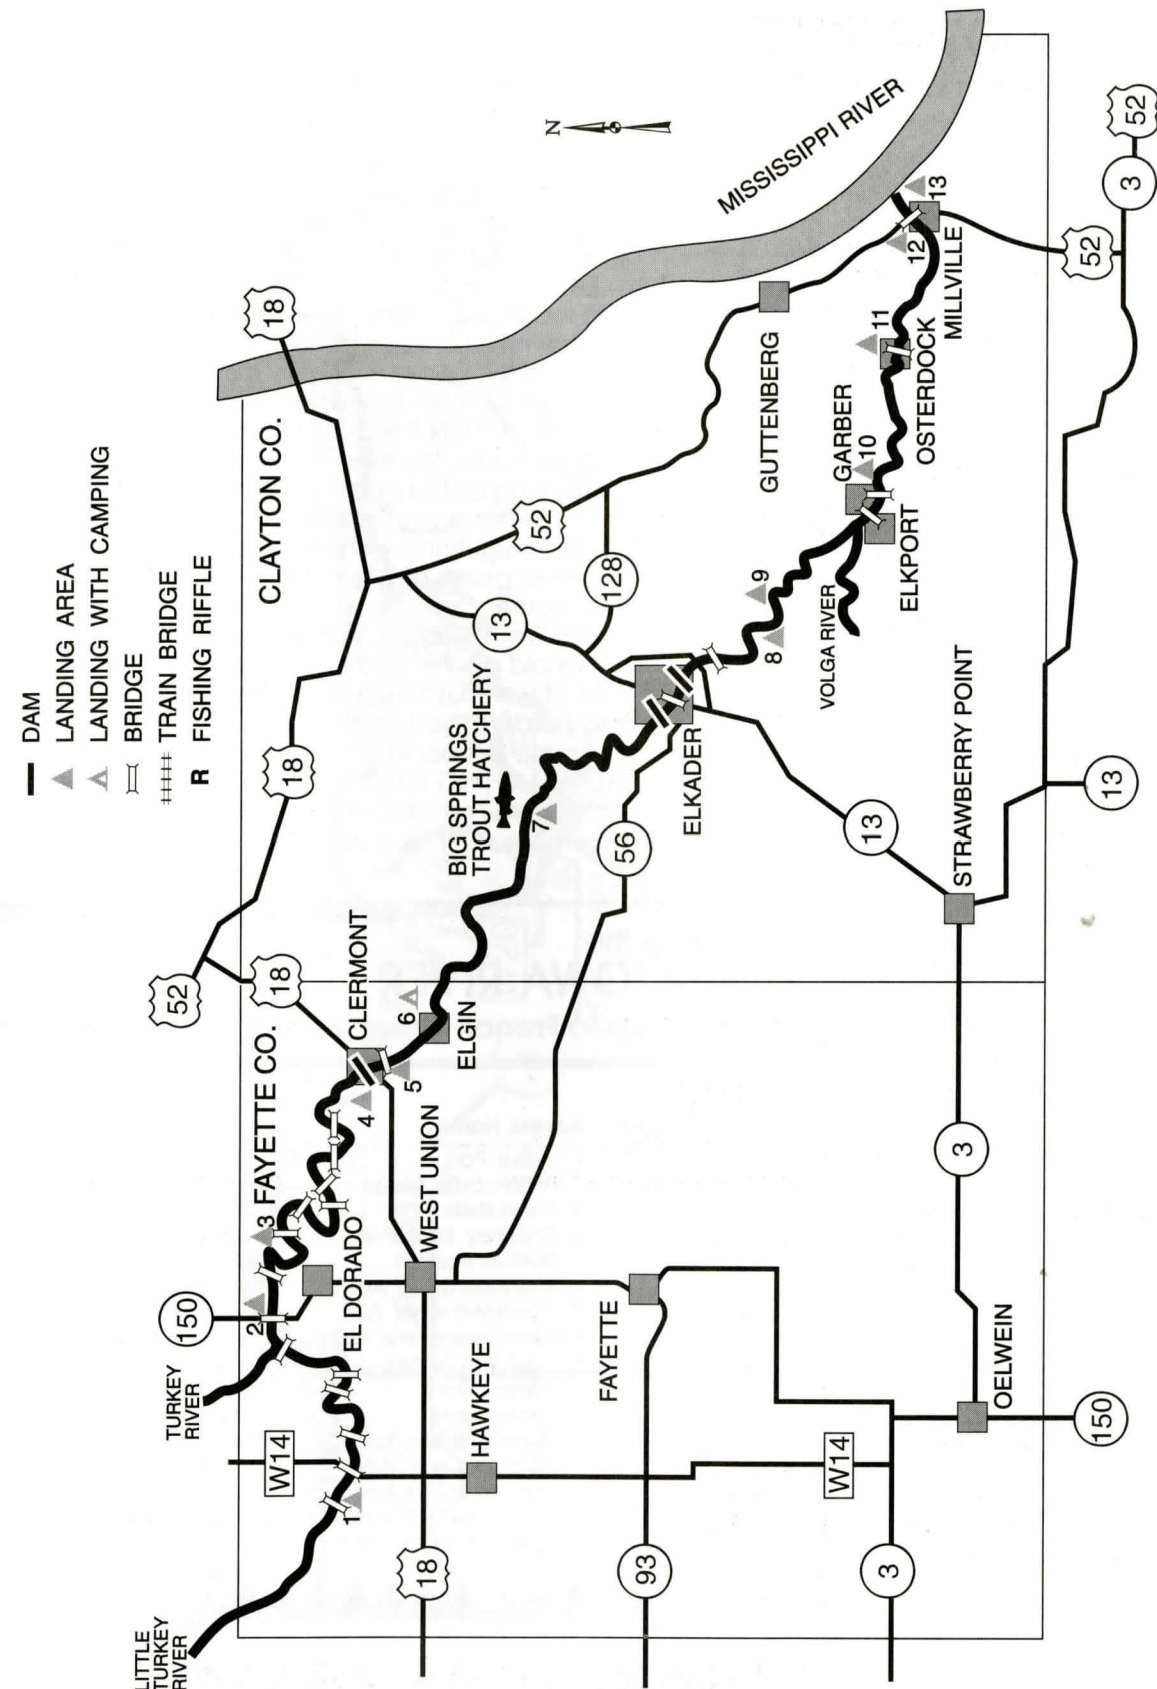 DAM
LANDING AREA
LANDING WITH CAMPING
BRIDGE
TRAIN BRIDGE
R FISHING RIFFLE
N
LITTLE
TURKEY
RIVER
TURKEY
RIVER
150
52
18
18
18
CLAYTON CO.
FAYETTE CO.
W14
1
2
3
EL DORADO
4
CLERMONT
5
6
ELGIN
BIG SPRINGS
TROUT HATCHERY
7
13
52
128
MISSISSIPPI RIVER
18
HAWKEYE
WEST UNION
56
ELKADER
8
9
VOLGA RIVER
ELKPORT
GARBER
10
GUTTENBERG
OSTERDOCK
11
12
13
MILLVILLE
93
FAYETTE
13
3
W14
OELWEIN
3
STRAWBERRY POINT
150
13
52
3
52